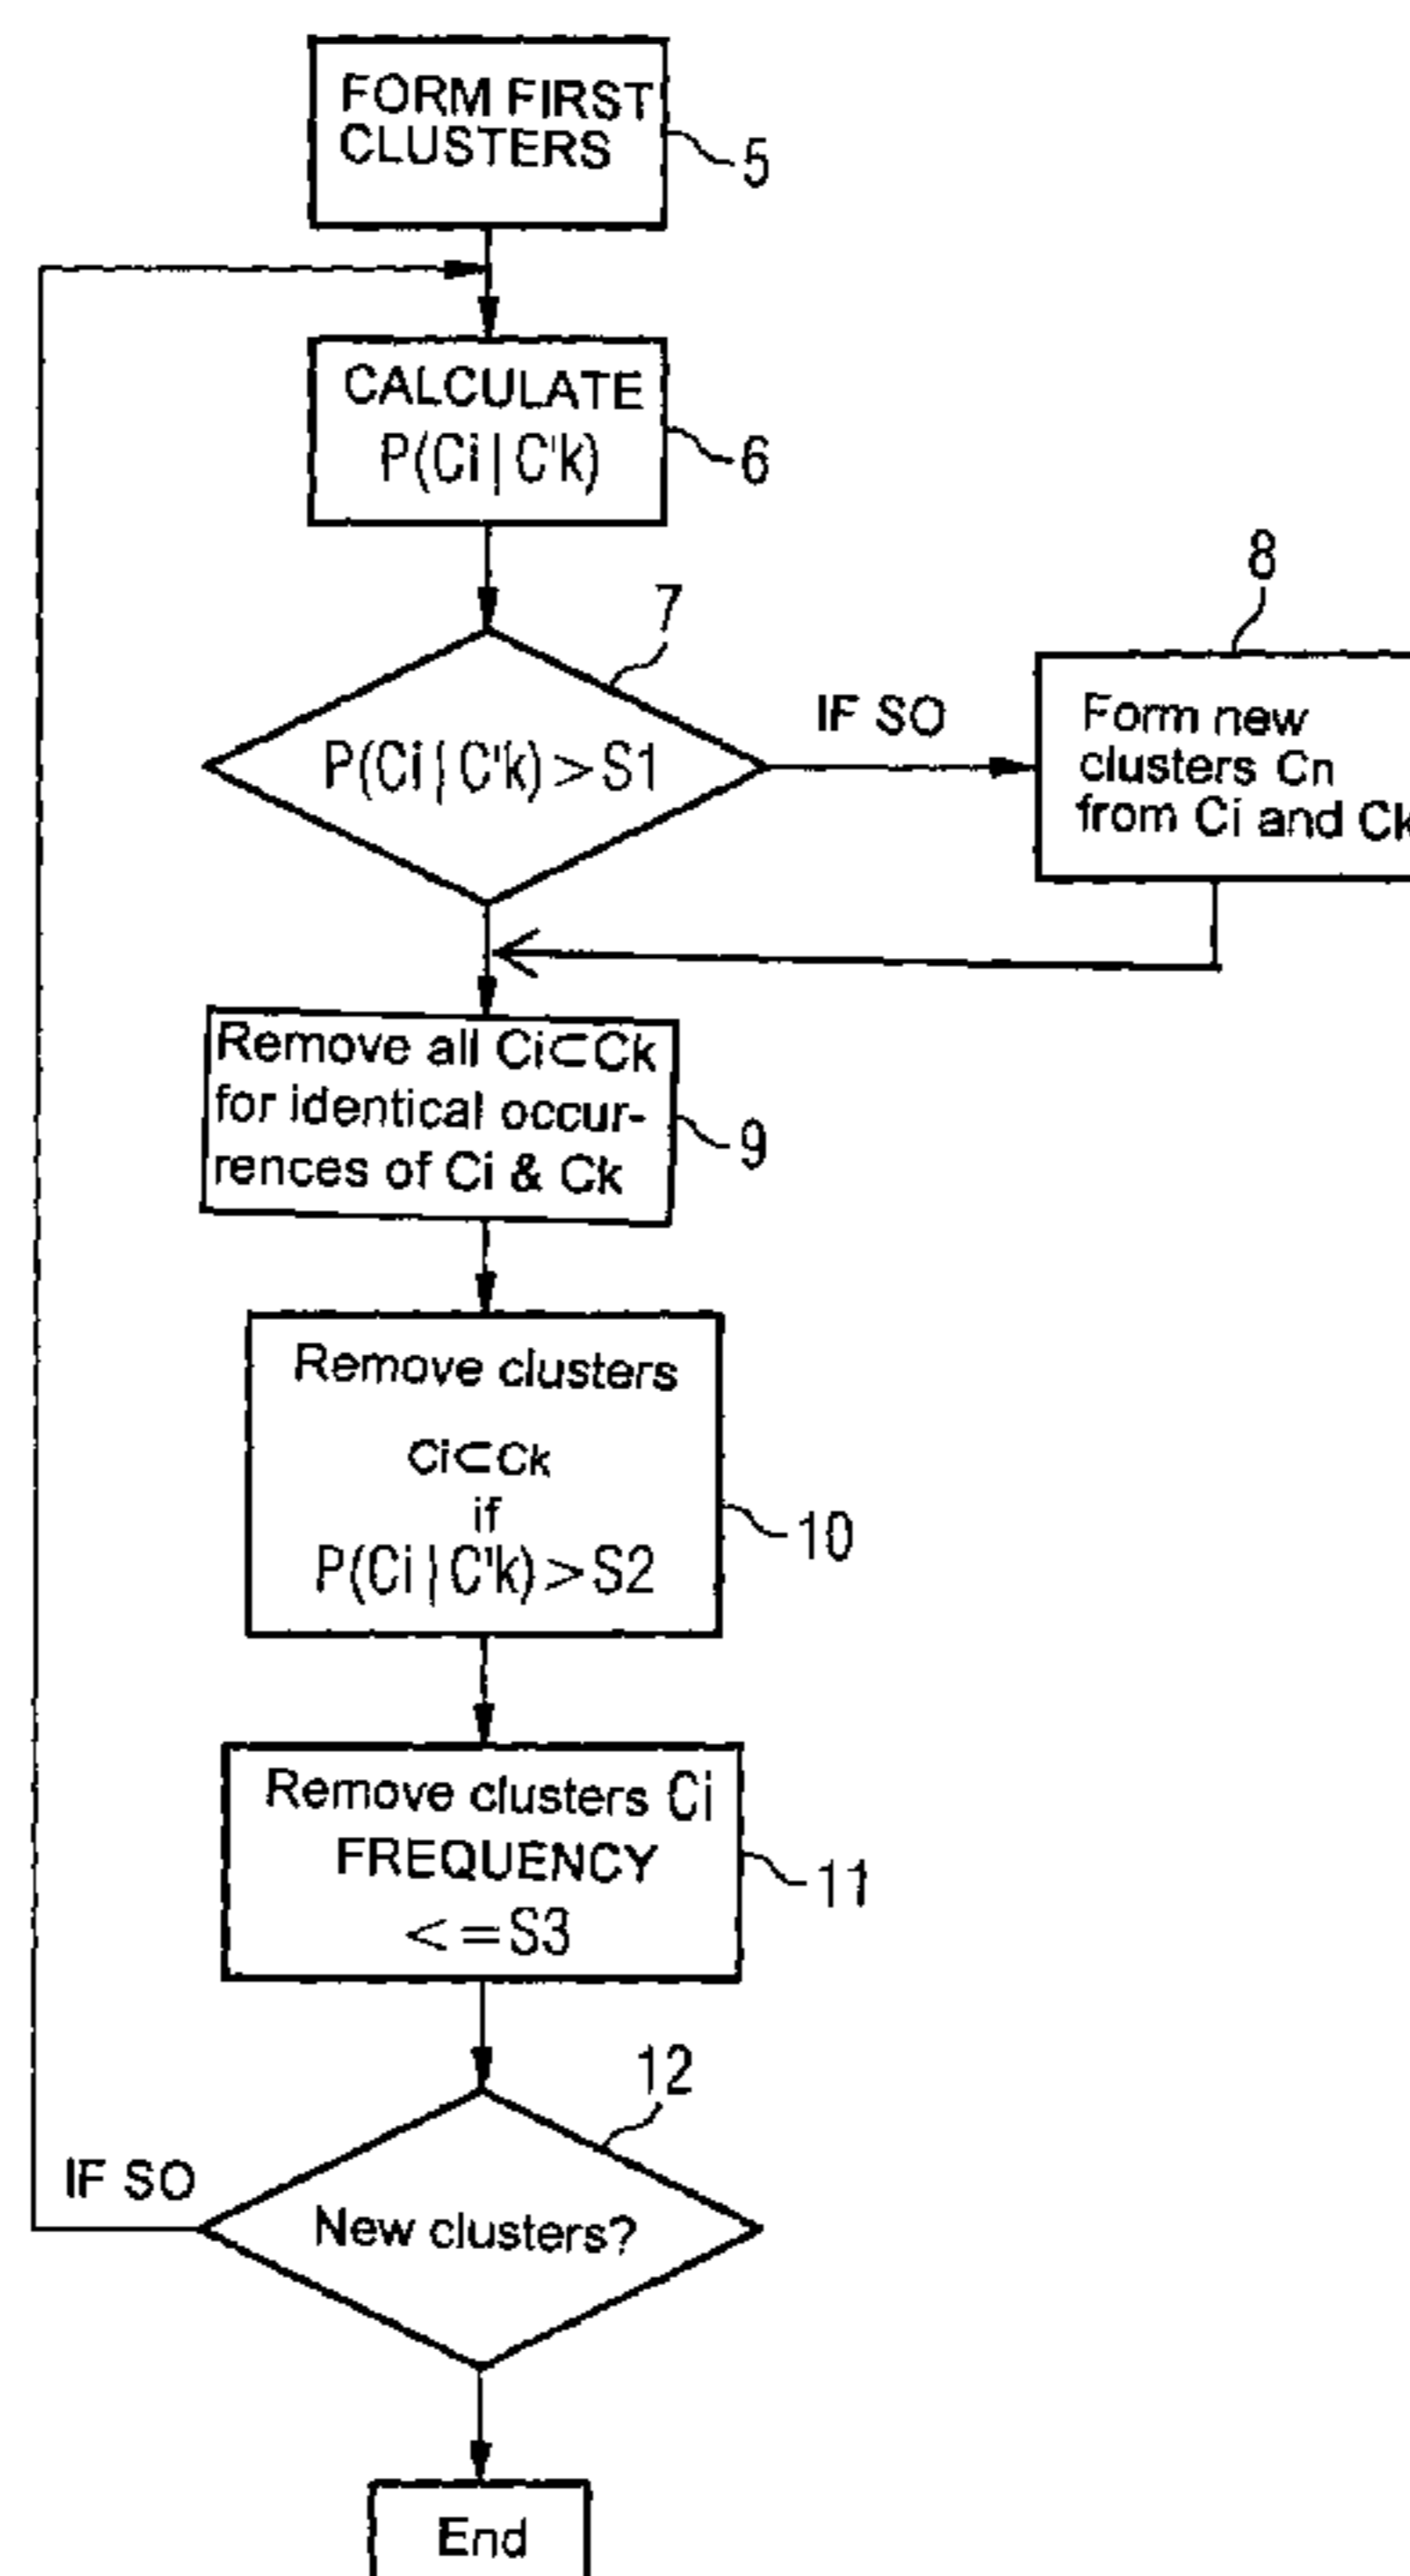 FORM FIRST
CLUSTERS
5
CALCULATE
P(Ci|C'k)
6
7
P(Ci|C'k)>S1
IF SO
8
Form new
clusters Cn
from Ci and Ck
Remove all Ci⊂Ck
for identical occur-
rences of Ci & Ck
9
Remove clusters
Ci⊂Ck
if
P(Ci|C'k)>S2
10
Remove clusters Ci
FREQUENCY
<=S3
11
12
IF SO
New clusters?
End